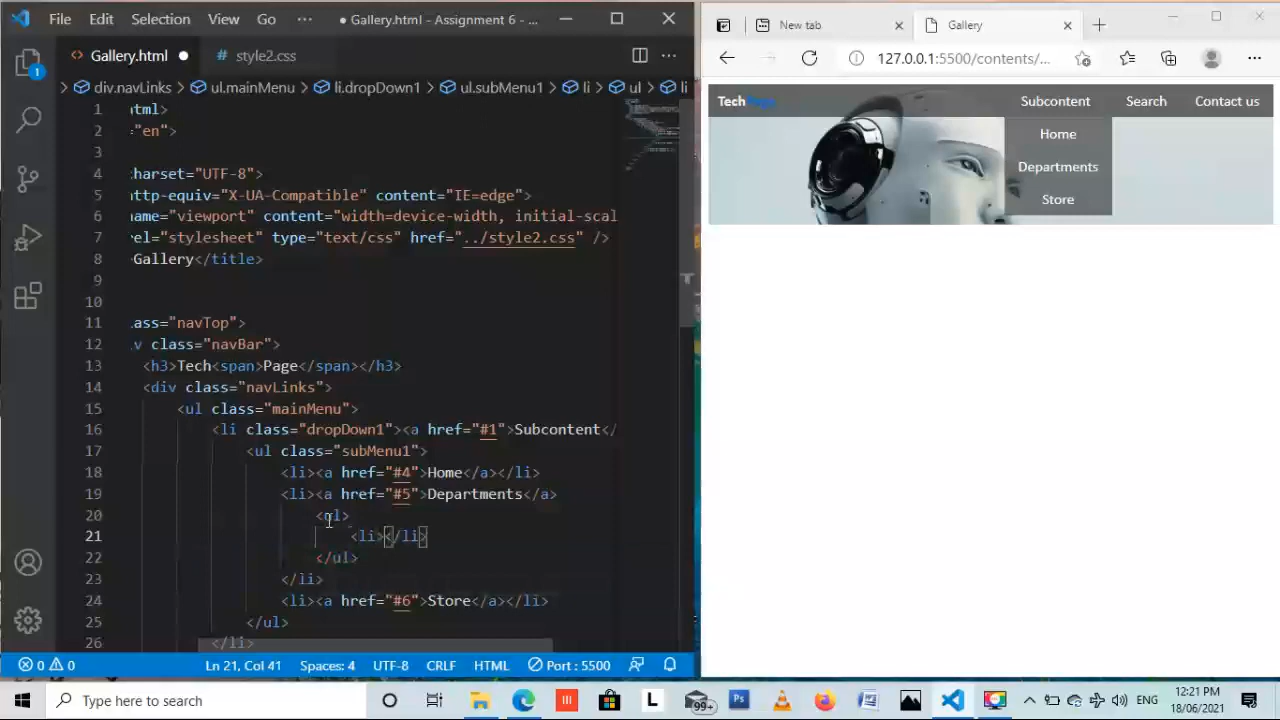 File Edit Selection View Go ··· ● Gallery.html - Assignment 6 - ...
<> Gallery.html ● # style2.css ···
> div.navLinks > ul.mainMenu > li.dropDown1 > ul.subMenu1 > li > ul > li
1 tml>
2 ="en">
3
4 harset="UTF-8">
5 ttp-equiv="X-UA-Compatible" content="IE=edge">
6 name="viewport" content="width=device-width, initial-scal
7 el="stylesheet" type="text/css" href="../style2.css" />
8 Gallery</title>
9
10
11 ass="navTop">
12 v class="navBar">
13 <h3>Tech<span>Page</span></h3>
14 <div class="navLinks">
15 <ul class="mainMenu">
16 <li class="dropDown1"><a href="#1">Subcontent</
17 <ul class="subMenu1">
18 <li><a href="#4">Home</a></li>
19 <li><a href="#5">Departments</a>
20 <ul>
21 <li></li>
22 </ul>
23 </li>
24 <li><a href="#6">Store</a></li>
25 </ul>
26 </li>
1
0 0 Ln 21, Col 41 Spaces: 4 UTF-8 CRLF HTML Port : 5500
New tab Gallery
127.0.0.1:5500/contents/... ···
TechPage Subcontent Search Contact us
Home
Departments
Store
Type here to search L 99+ Ps ENG 12:21 PM
18/06/2021